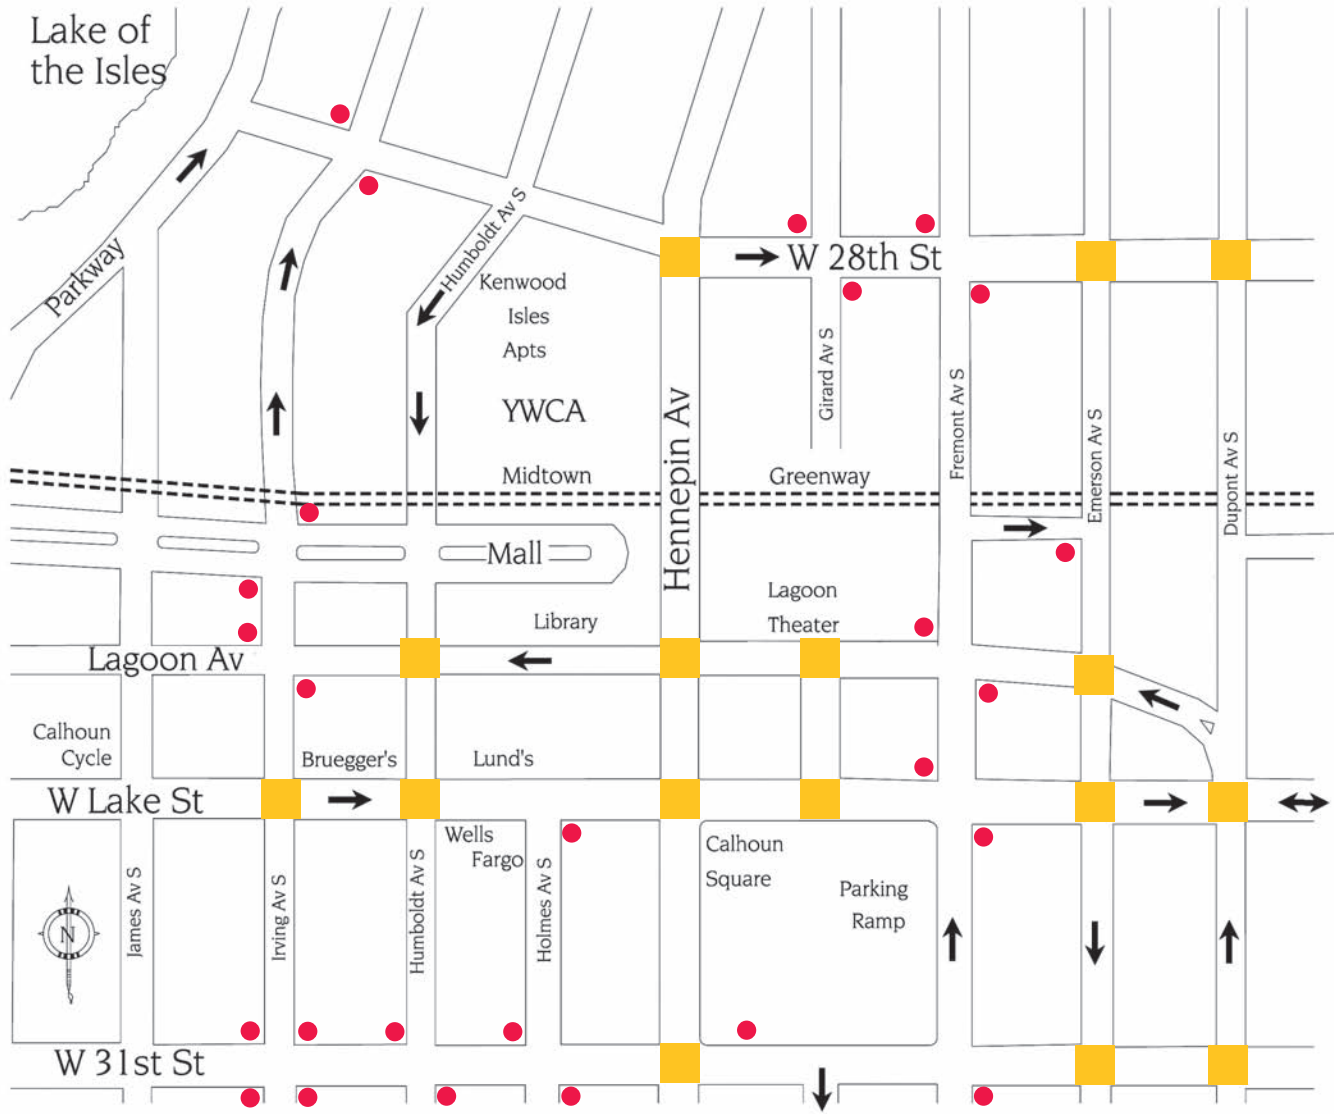 Lake of
the Isles
Parkway
Humboldt Av S
W 28th St
Kenwood
Isles
Apts
Girard Av S
YWCA
Hennepin Av
Fremont Av S
Emerson Av S
Dupont Av S
Midtown
Greenway
Mall
Library
Lagoon
Theater
Lagoon Av
Calhoun
Cycle
Bruegger's
Lund's
W Lake St
Wells
Fargo
Calhoun
Square
Parking
Ramp
N
James Av S
Irving Av S
Humboldt Av S
Holmes Av S
W 31st St